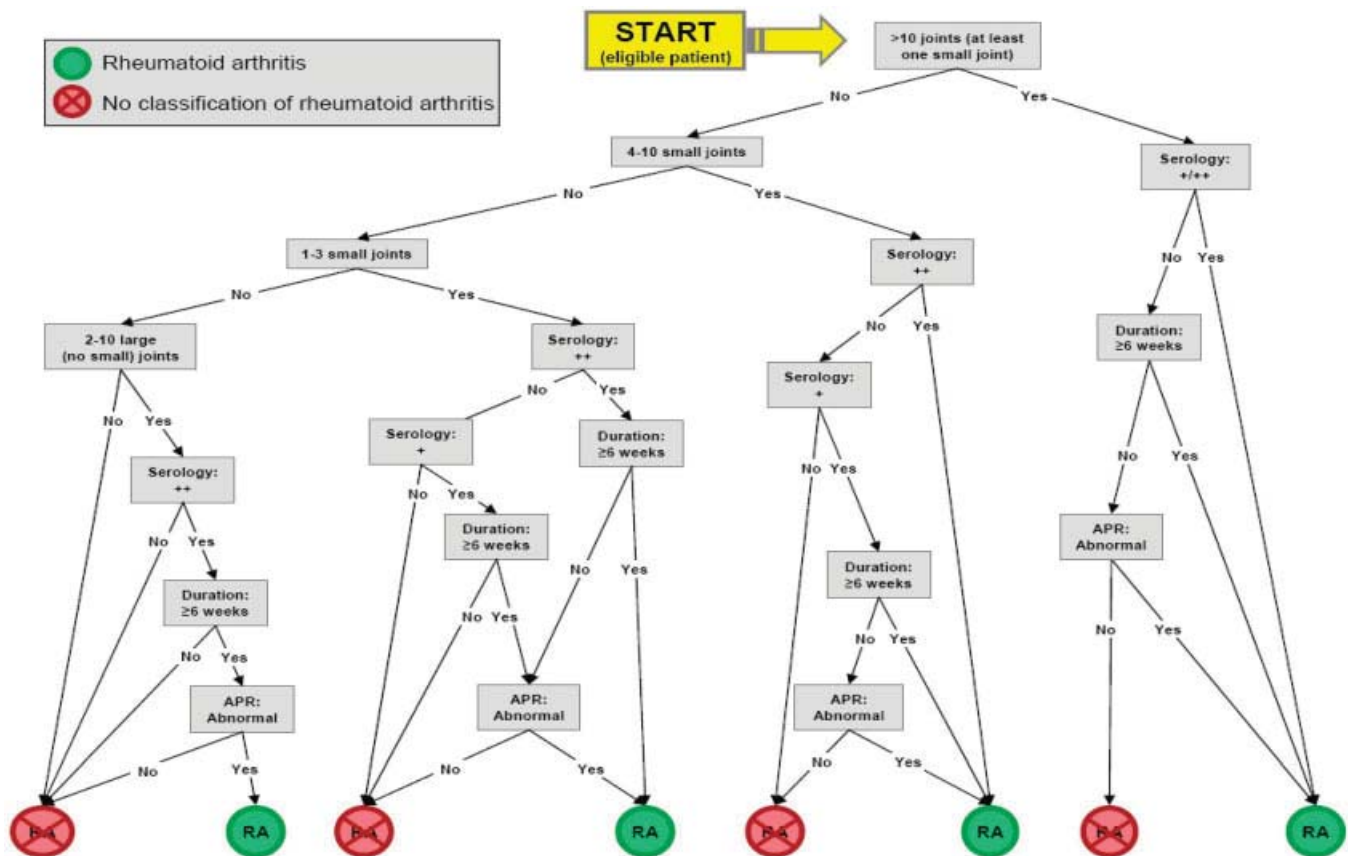 START
(eligible patient)
>10 joints (at least
one small joint)
Rheumatoid arthritis
No classification of rheumatoid arthritis
No
Yes
4-10 small joints
Serology:
+/++
No
Yes
1-3 small joints
Serology:
++
No
Yes
No
Yes
2-10 large
(no small) joints
Serology:
++
Duration:
≥6 weeks
No
Yes
Serology:
+
No
Yes
No
Yes
Serology:
+
Duration:
≥6 weeks
No
Yes
Serology:
++
No
Yes
No
Yes
Duration:
≥6 weeks
APR:
Abnormal
No
Yes
Duration:
≥6 weeks
Duration:
≥6 weeks
No
Yes
No
Yes
No
Yes
No
Yes
No
Yes
APR:
Abnormal
APR:
Abnormal
APR:
Abnormal
No
Yes
No
Yes
No
Yes
RA
RA
RA
RA
RA
RA
RA
RA